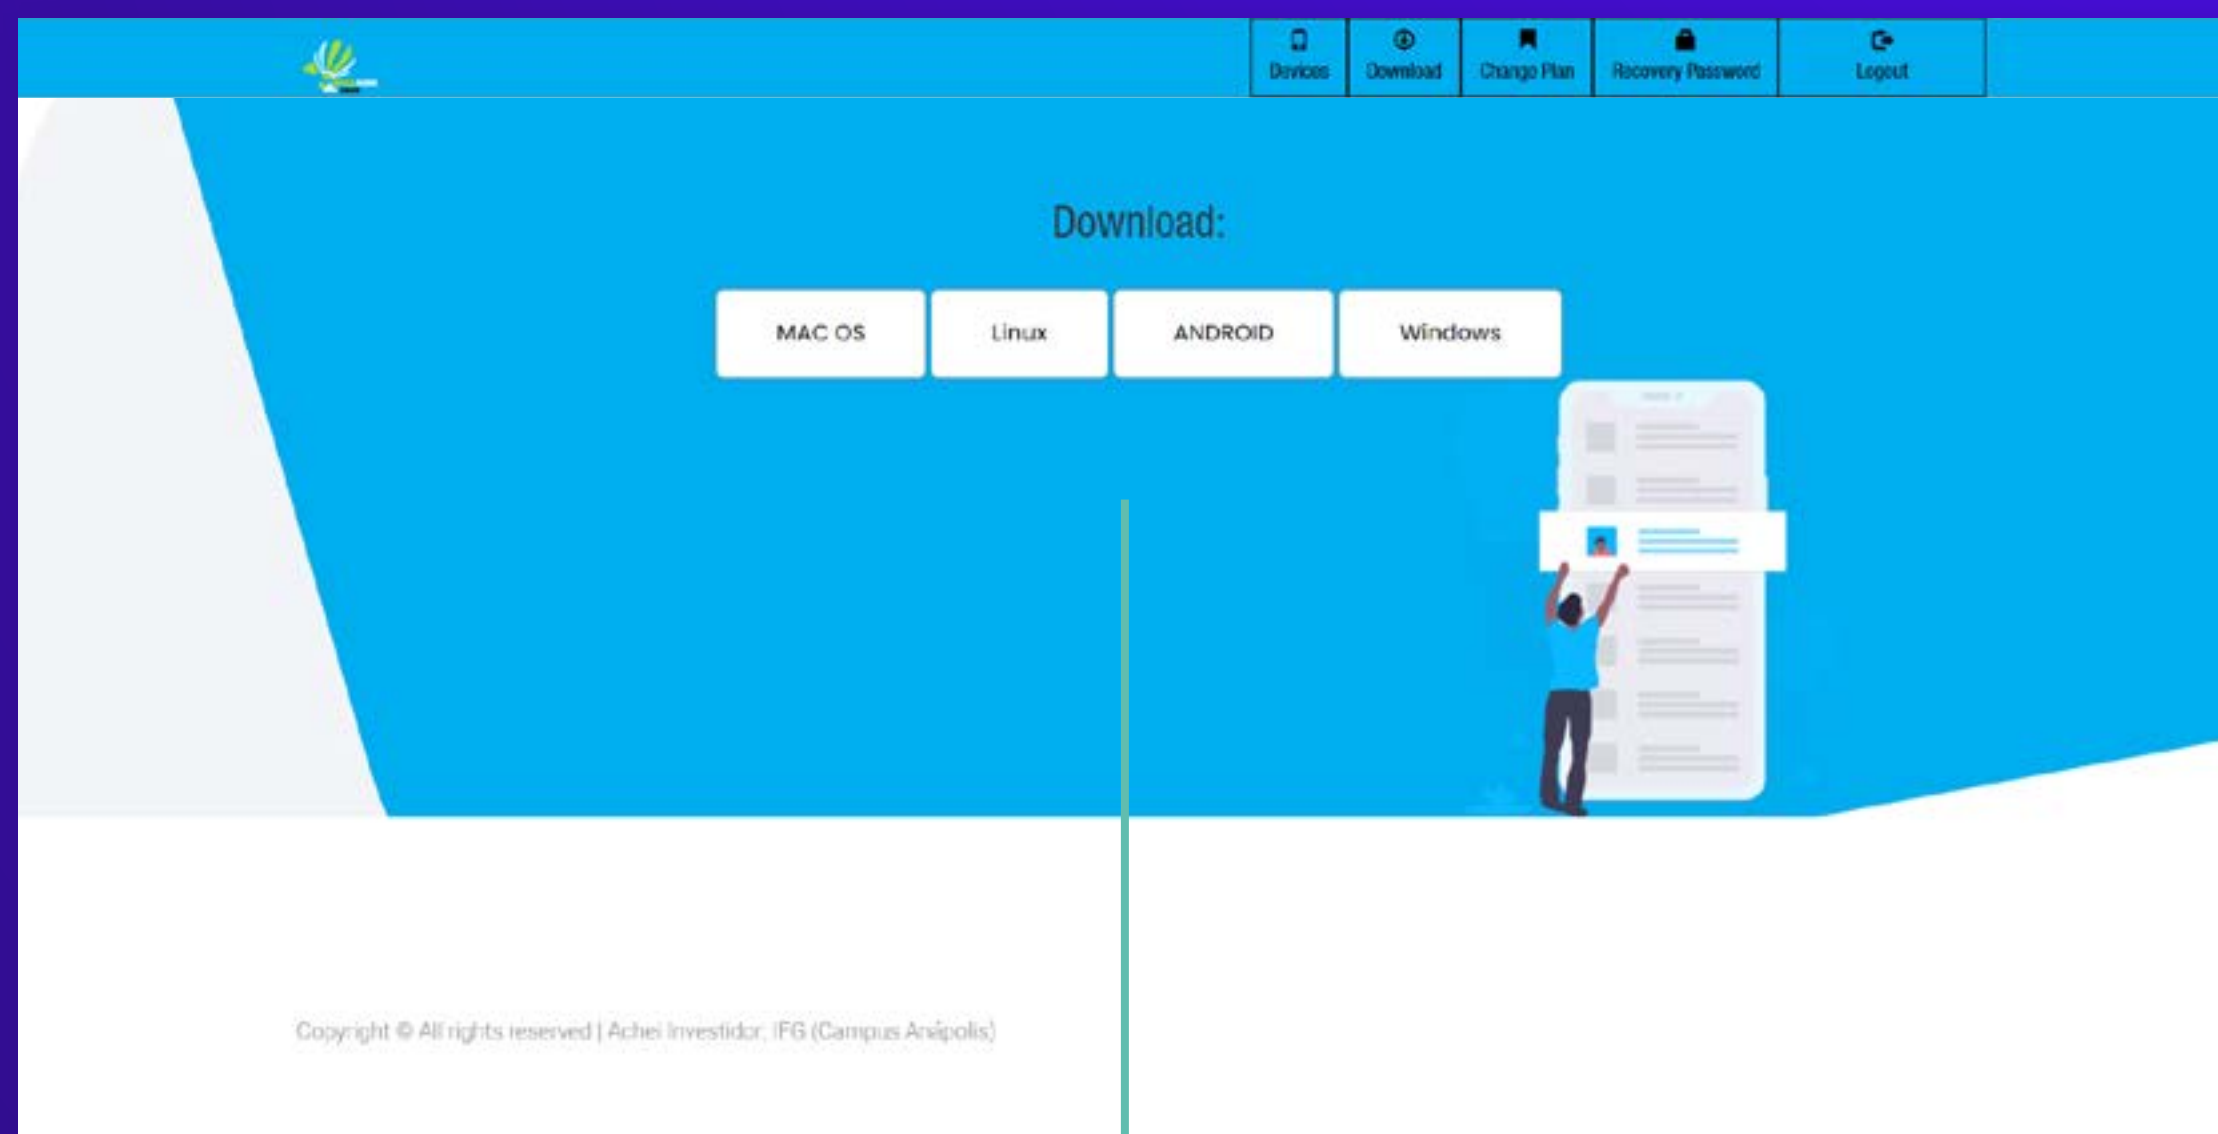 Devices
Download
Change Plan
Recovery Password
Logout
Download:
MAC OS
Linux
ANDROID
Windows
Copyright © All rights reserved | Achei Investidor, IFG (Campus Anápolis)